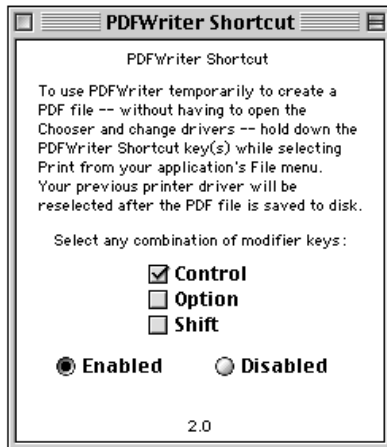 PDFWriter Shortcut
PDFWriter Shortcut
To use PDFWriter temporarily to create a
PDF file -- without having to open the
Chooser and change drivers -- hold down the
PDFWriter Shortcut key(s) while selecting
Print from your application's File menu.
Your previous printer driver will be
reselected after the PDF file is saved to disk.
Select any combination of modifier keys:
Control
Option
Shift
Enabled Disabled
2.0